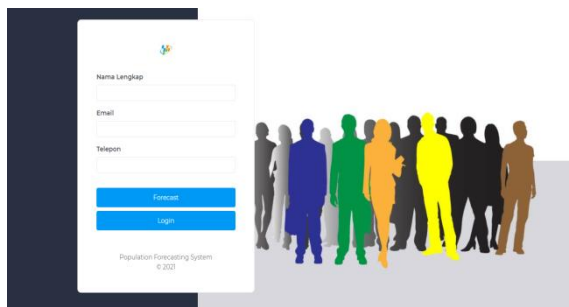 Nama Lengkap
Email
Telepon
Forecast
Login
Population Forecasting System
© 2021